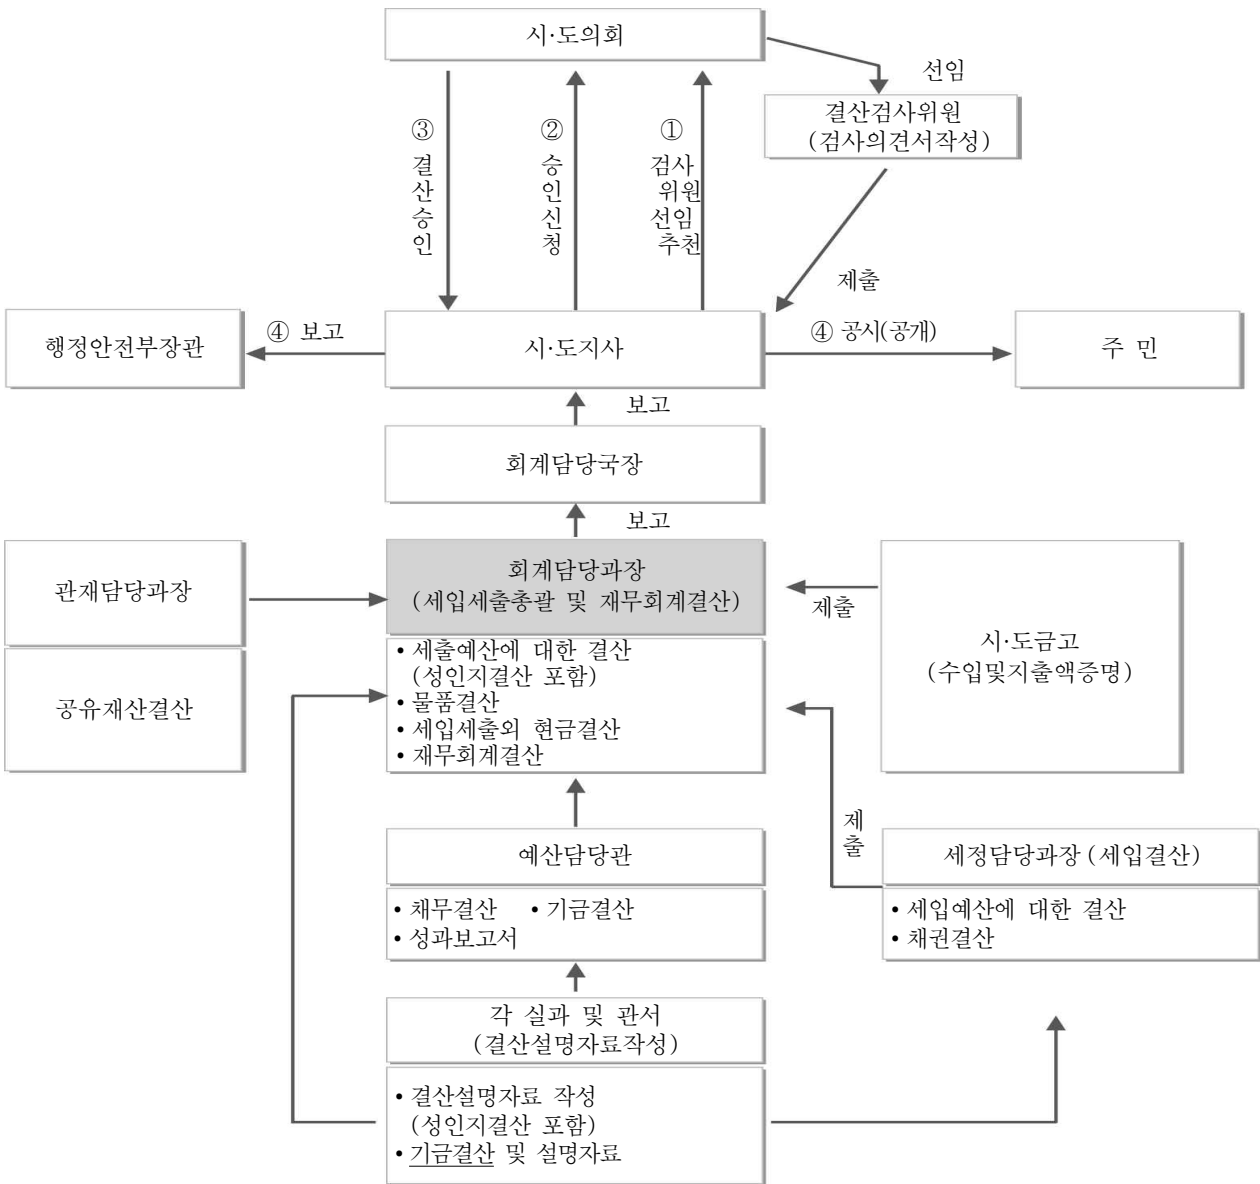 시·도의회
선임
결산검사위원
(검사의견서작성)
③
결
산
승
인
②
승
인
신
청
①
검사
위원
선임
추천
제출
행정안전부장관
④ 보고
시·도지사
④ 공시(공개)
주 민
보고
회계담당국장
보고
관재담당과장
공유재산결산
회계담당과장
(세입세출총괄 및 재무회계결산)
• 세출예산에 대한 결산
(성인지결산 포함)
• 물품결산
• 세입세출외 현금결산
• 재무회계결산
제출
시·도금고
(수입및지출액증명)
제
출
예산담당관
• 채무결산 • 기금결산
• 성과보고서
세정담당과장 (세입결산)
• 세입예산에 대한 결산
• 채권결산
각 실과 및 관서
(결산설명자료작성)
• 결산설명자료 작성
(성인지결산 포함)
• 기금결산 및 설명자료